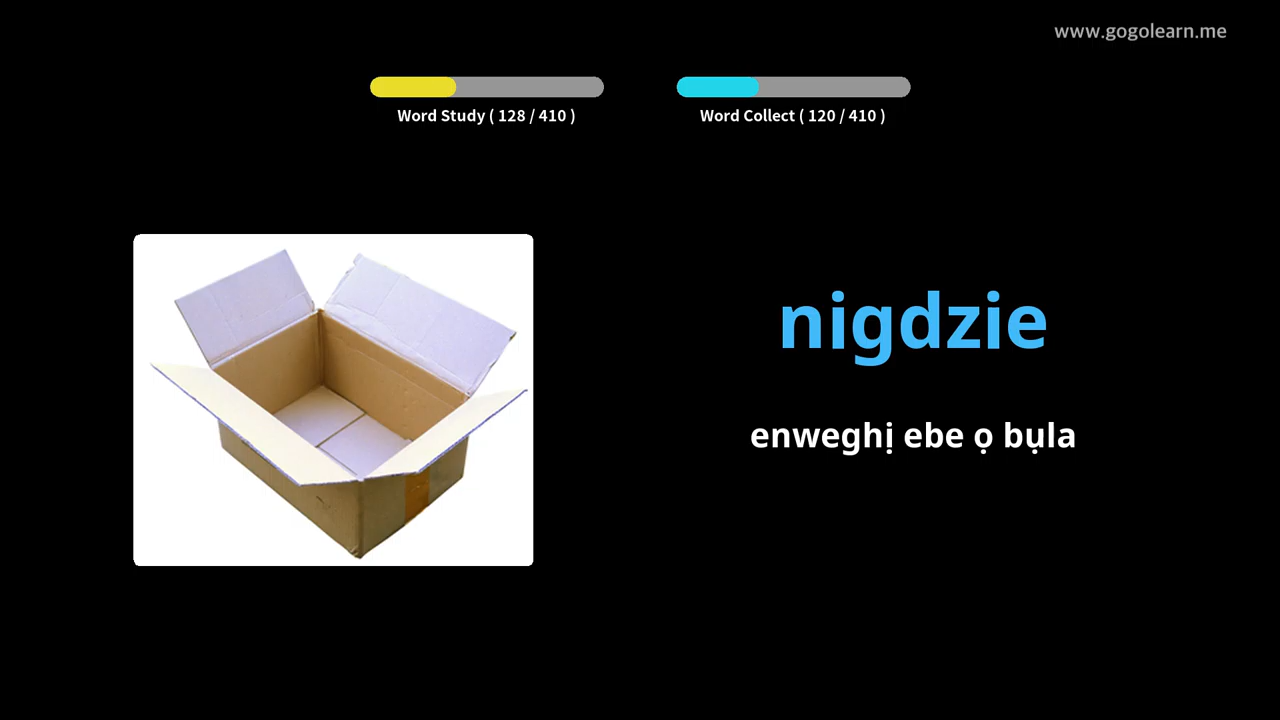 www.gogolearn.me
Word Study ( 128 / 410 )
Word Collect ( 120 / 410 )
nigdzie
enweghị ebe ọ bụla